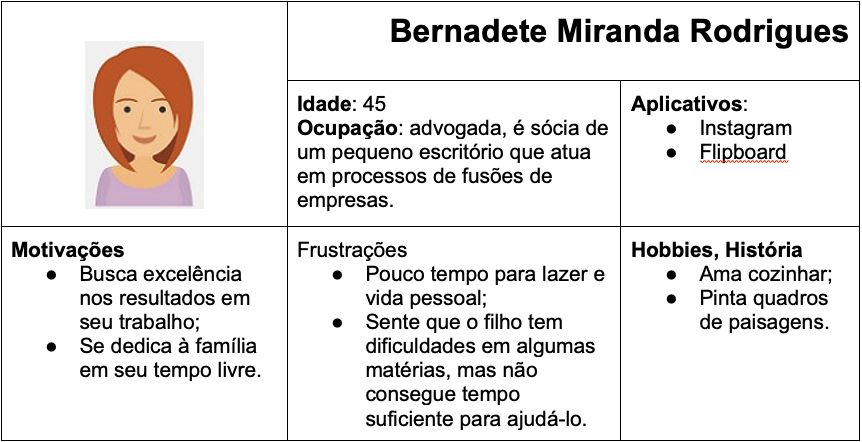 Bernadete Miranda Rodrigues
Idade: 45
Ocupação: advogada, é sócia de
um pequeno escritório que atua
em processos de fusões de
empresas.
Aplicativos:
● Instagram
● Flipboard
Motivações
● Busca excelência
nos resultados em
seu trabalho;
● Se dedica à família
em seu tempo livre.
Frustrações
● Pouco tempo para lazer e
vida pessoal;
● Sente que o filho tem
dificuldades em algumas
matérias, mas não
consegue tempo
suficiente para ajudá-lo.
Hobbies, História
● Ama cozinhar;
● Pinta quadros
de paisagens.